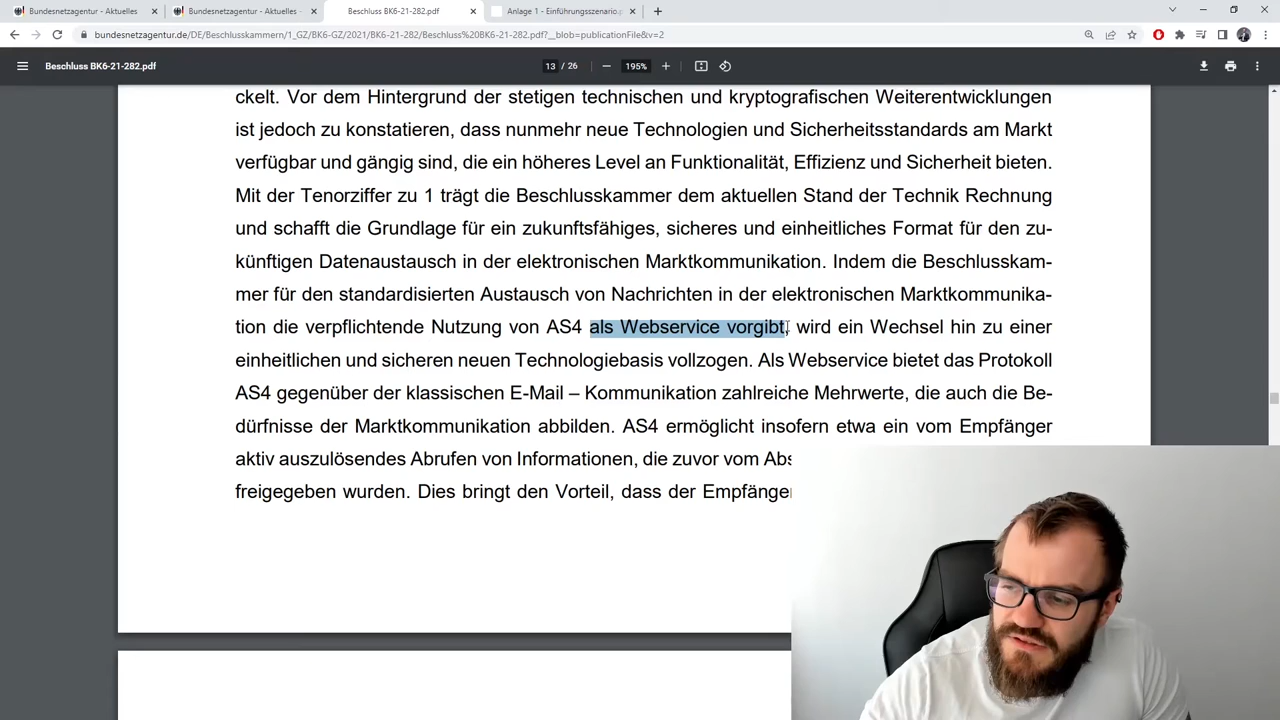 Bundesnetzagentur - Aktuelles
Bundesnetzagentur - Aktuelles
Beschluss BK6-21-282.pdf
Anlage 1 - Einführungsszenario.p
bundesnetzagentur.de/DE/Beschlusskammern/1_GZ/BK6-GZ/2021/BK6-21-282/Beschluss%20BK6-21-282.pdf?__blob=publicationFile&v=2
Beschluss BK6-21-282.pdf
13 / 26
195%
ckelt. Vor dem Hintergrund der stetigen technischen und kryptografischen Weiterentwicklungen
ist jedoch zu konstatieren, dass nunmehr neue Technologien und Sicherheitsstandards am Markt
verfügbar und gängig sind, die ein höheres Level an Funktionalität, Effizienz und Sicherheit bieten.
Mit der Tenorziffer zu 1 trägt die Beschlusskammer dem aktuellen Stand der Technik Rechnung
und schafft die Grundlage für ein zukunftsfähiges, sicheres und einheitliches Format für den zu-
künftigen Datenaustausch in der elektronischen Marktkommunikation. Indem die Beschlusskam-
mer für den standardisierten Austausch von Nachrichten in der elektronischen Marktkommunika-
tion die verpflichtende Nutzung von AS4 als Webservice vorgibt, wird ein Wechsel hin zu einer
einheitlichen und sicheren neuen Technologiebasis vollzogen. Als Webservice bietet das Protokoll
AS4 gegenüber der klassischen E-Mail – Kommunikation zahlreiche Mehrwerte, die auch die Be-
dürfnisse der Marktkommunikation abbilden. AS4 ermöglicht insofern etwa ein vom Empfänger
aktiv auszulösendes Abrufen von Informationen, die zuvor vom Abs
freigegeben wurden. Dies bringt den Vorteil, dass der Empfänge